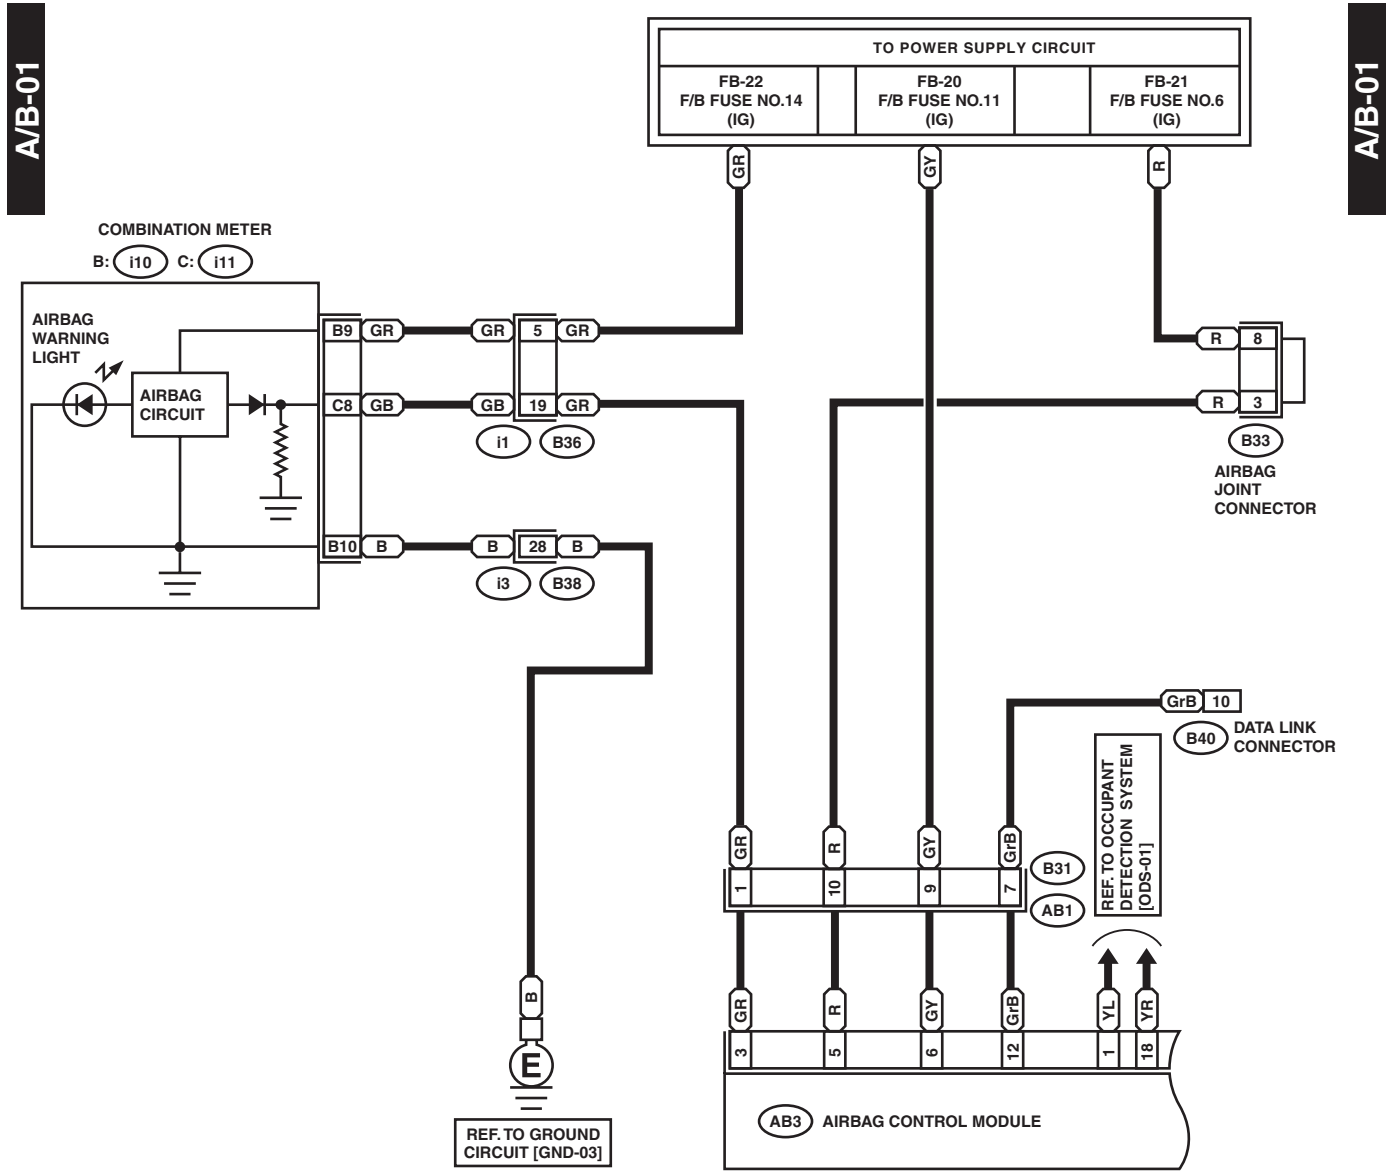 A/B-01
A/B-01
TO POWER SUPPLY CIRCUIT
FB-22
F/B FUSE NO.14
(IG)
FB-20
F/B FUSE NO.11
(IG)
FB-21
F/B FUSE NO.6
(IG)
GR
GY
R
COMBINATION METER
B: i10 C: i11
AIRBAG
WARNING
LIGHT
AIRBAG
CIRCUIT
B9 GR GR 5 GR
C8 GB GB 19 GR
i1 B36
B10 B B 28 B
i3 B38
R 8
R 3
B33
AIRBAG
JOINT
CONNECTOR
GrB 10
B40
DATA LINK
CONNECTOR
REF. TO OCCUPANT
DETECTION SYSTEM
[ODS-01]
GR R GY GrB
1 10 9 7
B31
AB1
B
E
REF. TO GROUND
CIRCUIT [GND-03]
GR R GY GrB YL YR
3 5 6 12 1 18
AB3 AIRBAG CONTROL MODULE